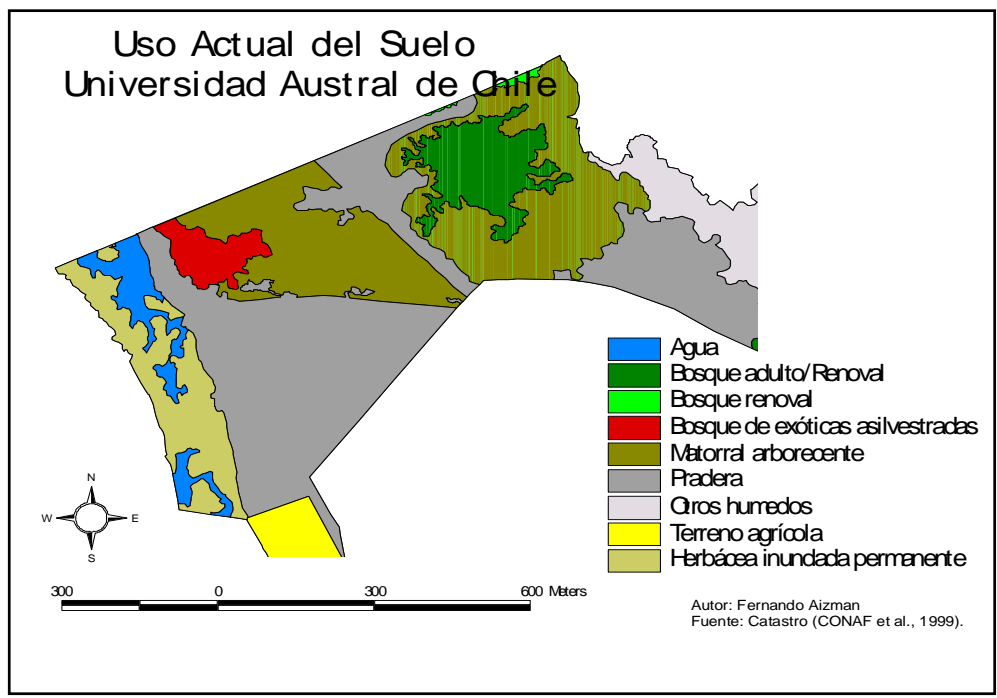 Uso Actual del Suelo
Universidad Austral de Chile
Agua
Bosque adulto/Renoval
Bosque renoval
Bosque de exóticas asilvestradas
Matorral arborecente
Pradera
Otros humedos
Terreno agrícola
Herbácea inundada permanente
N
W E
S
300 0 300 600 Meters
Autor: Fernando Aizman
Fuente: Catastro (CONAF et al., 1999).